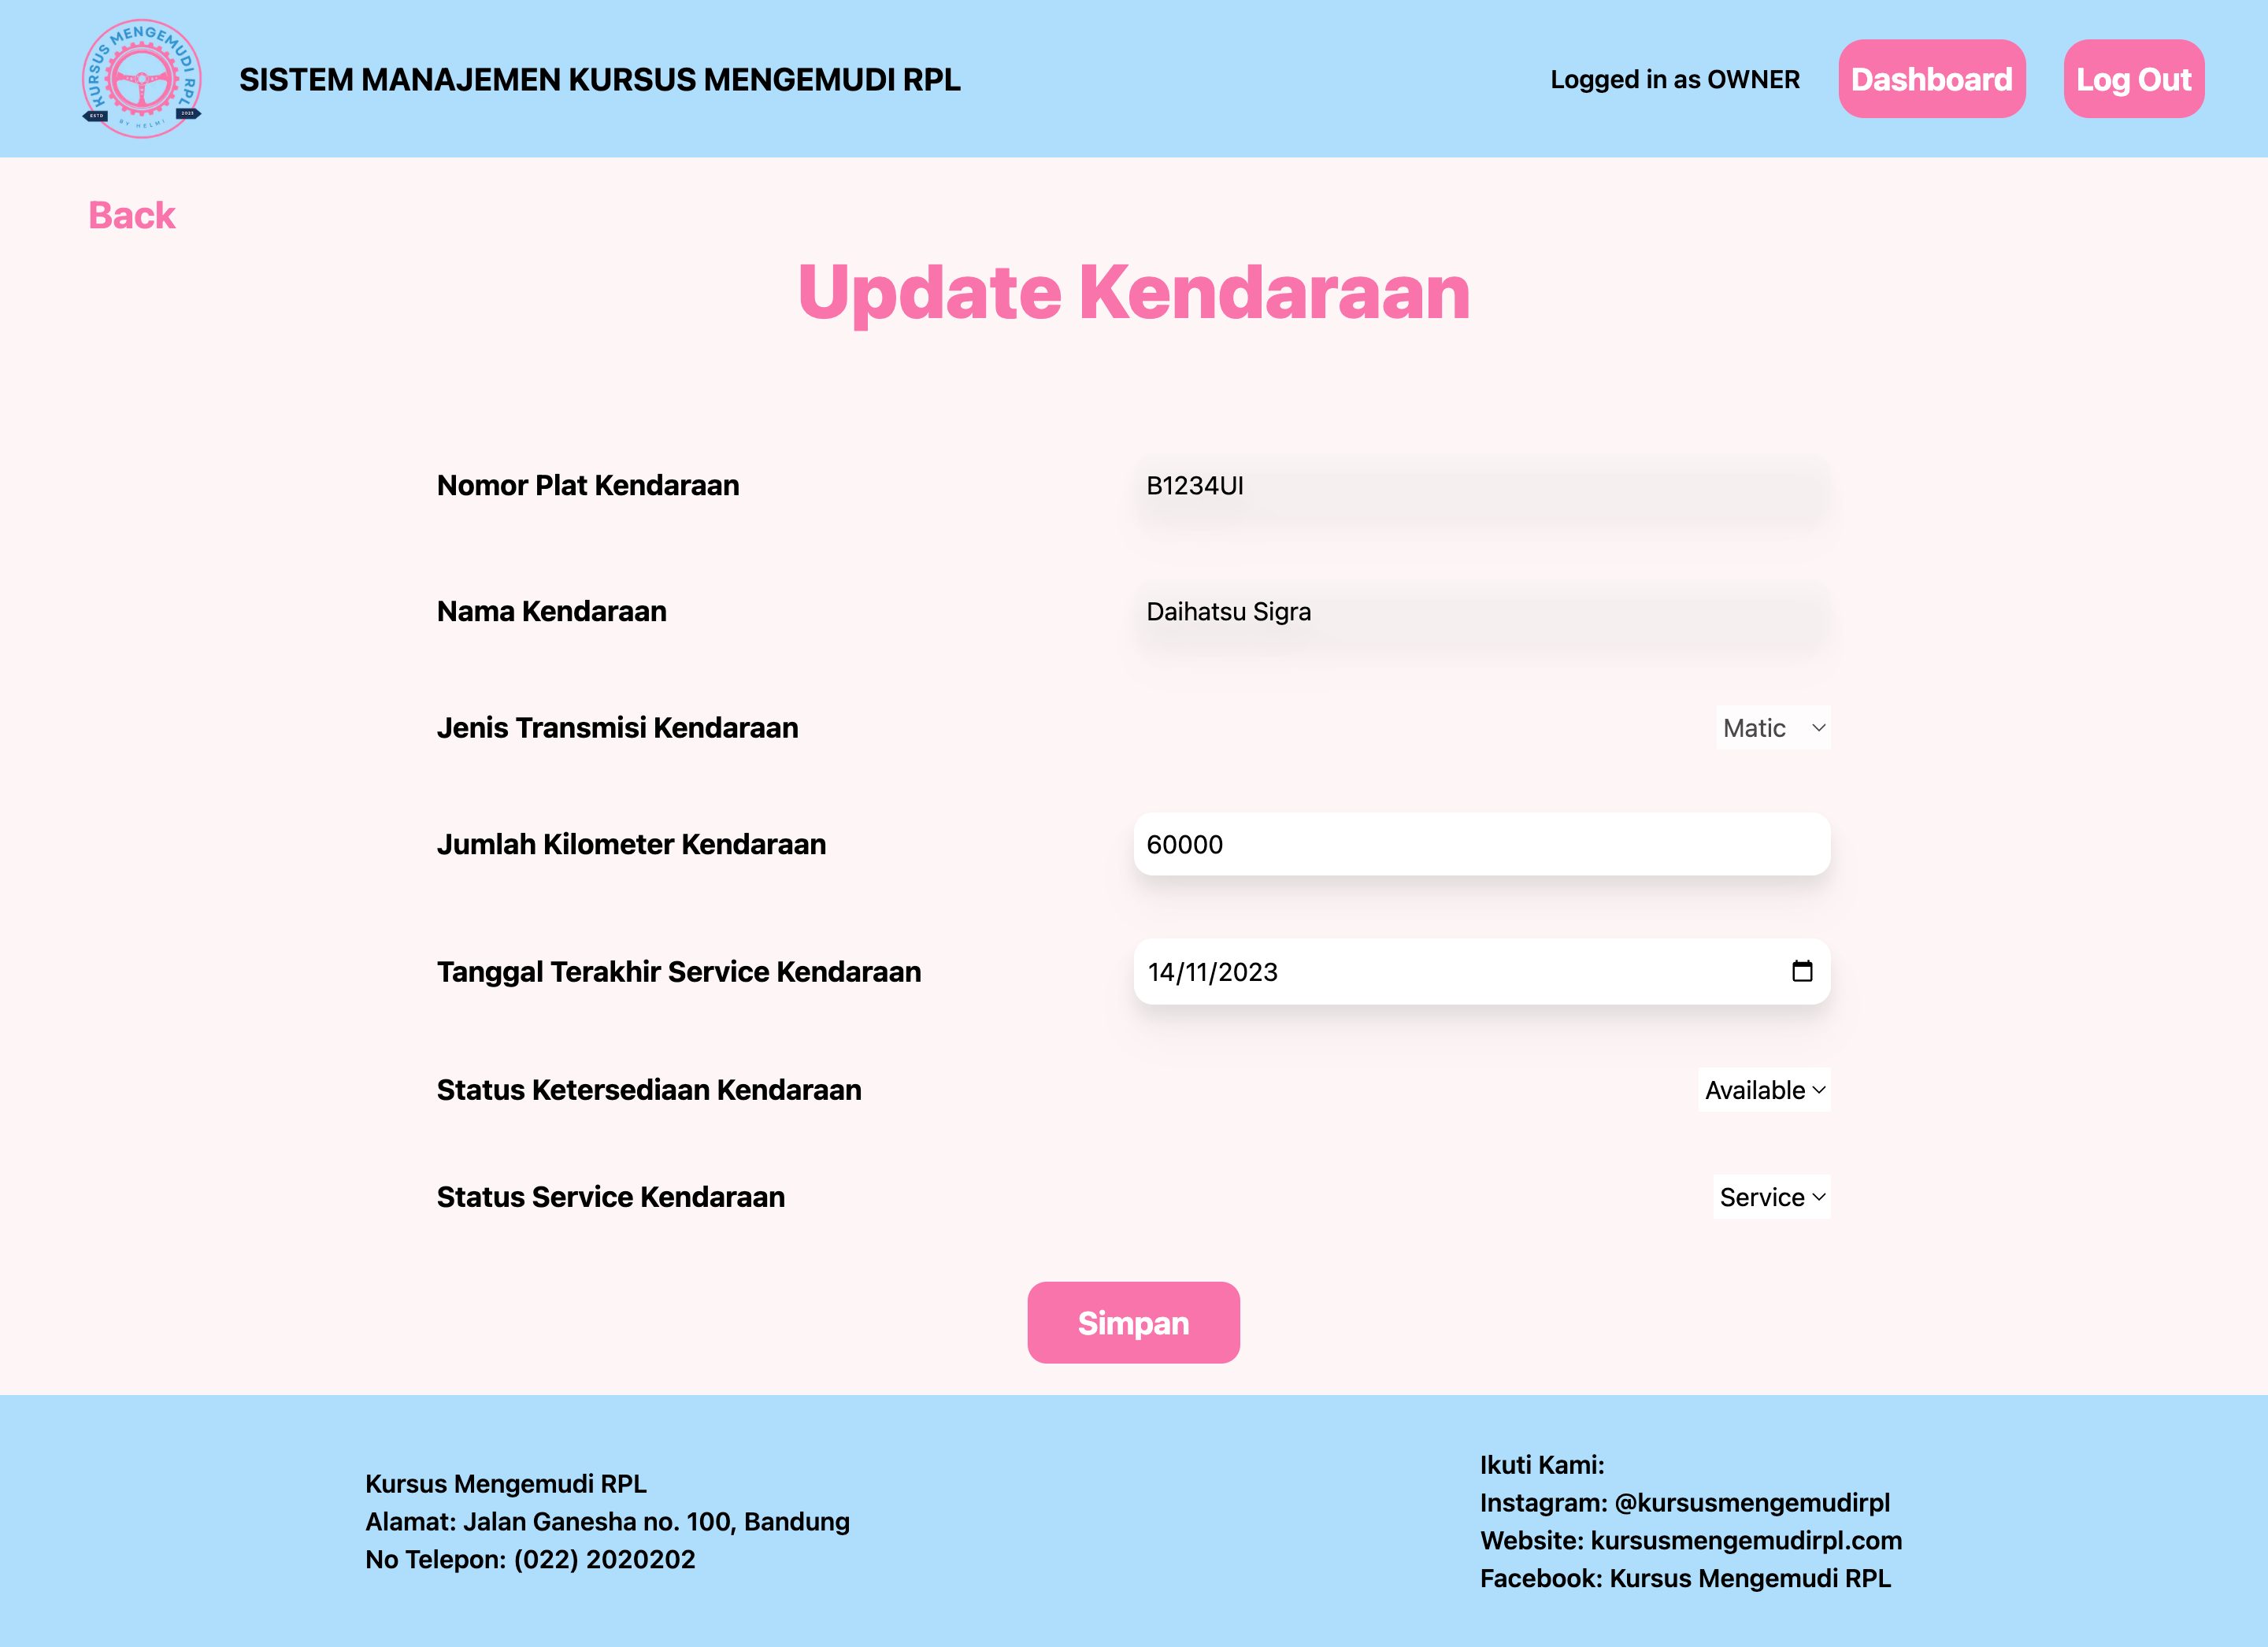 KURSUS MENGEMUDI RPL
ESTD
2023
BY HELMI
SISTEM MANAJEMEN KURSUS MENGEMUDI RPL
Logged in as OWNER
Dashboard
Log Out
Back
Update Kendaraan
Nomor Plat Kendaraan
B1234UI
Nama Kendaraan
Daihatsu Sigra
Jenis Transmisi Kendaraan
Matic
Jumlah Kilometer Kendaraan
60000
Tanggal Terakhir Service Kendaraan
14/11/2023
Status Ketersediaan Kendaraan
Available
Status Service Kendaraan
Service
Simpan
Kursus Mengemudi RPL
Alamat: Jalan Ganesha no. 100, Bandung
No Telepon: (022) 2020202
Ikuti Kami:
Instagram: @kursusmengemudirpl
Website: kursusmengemudirpl.com
Facebook: Kursus Mengemudi RPL